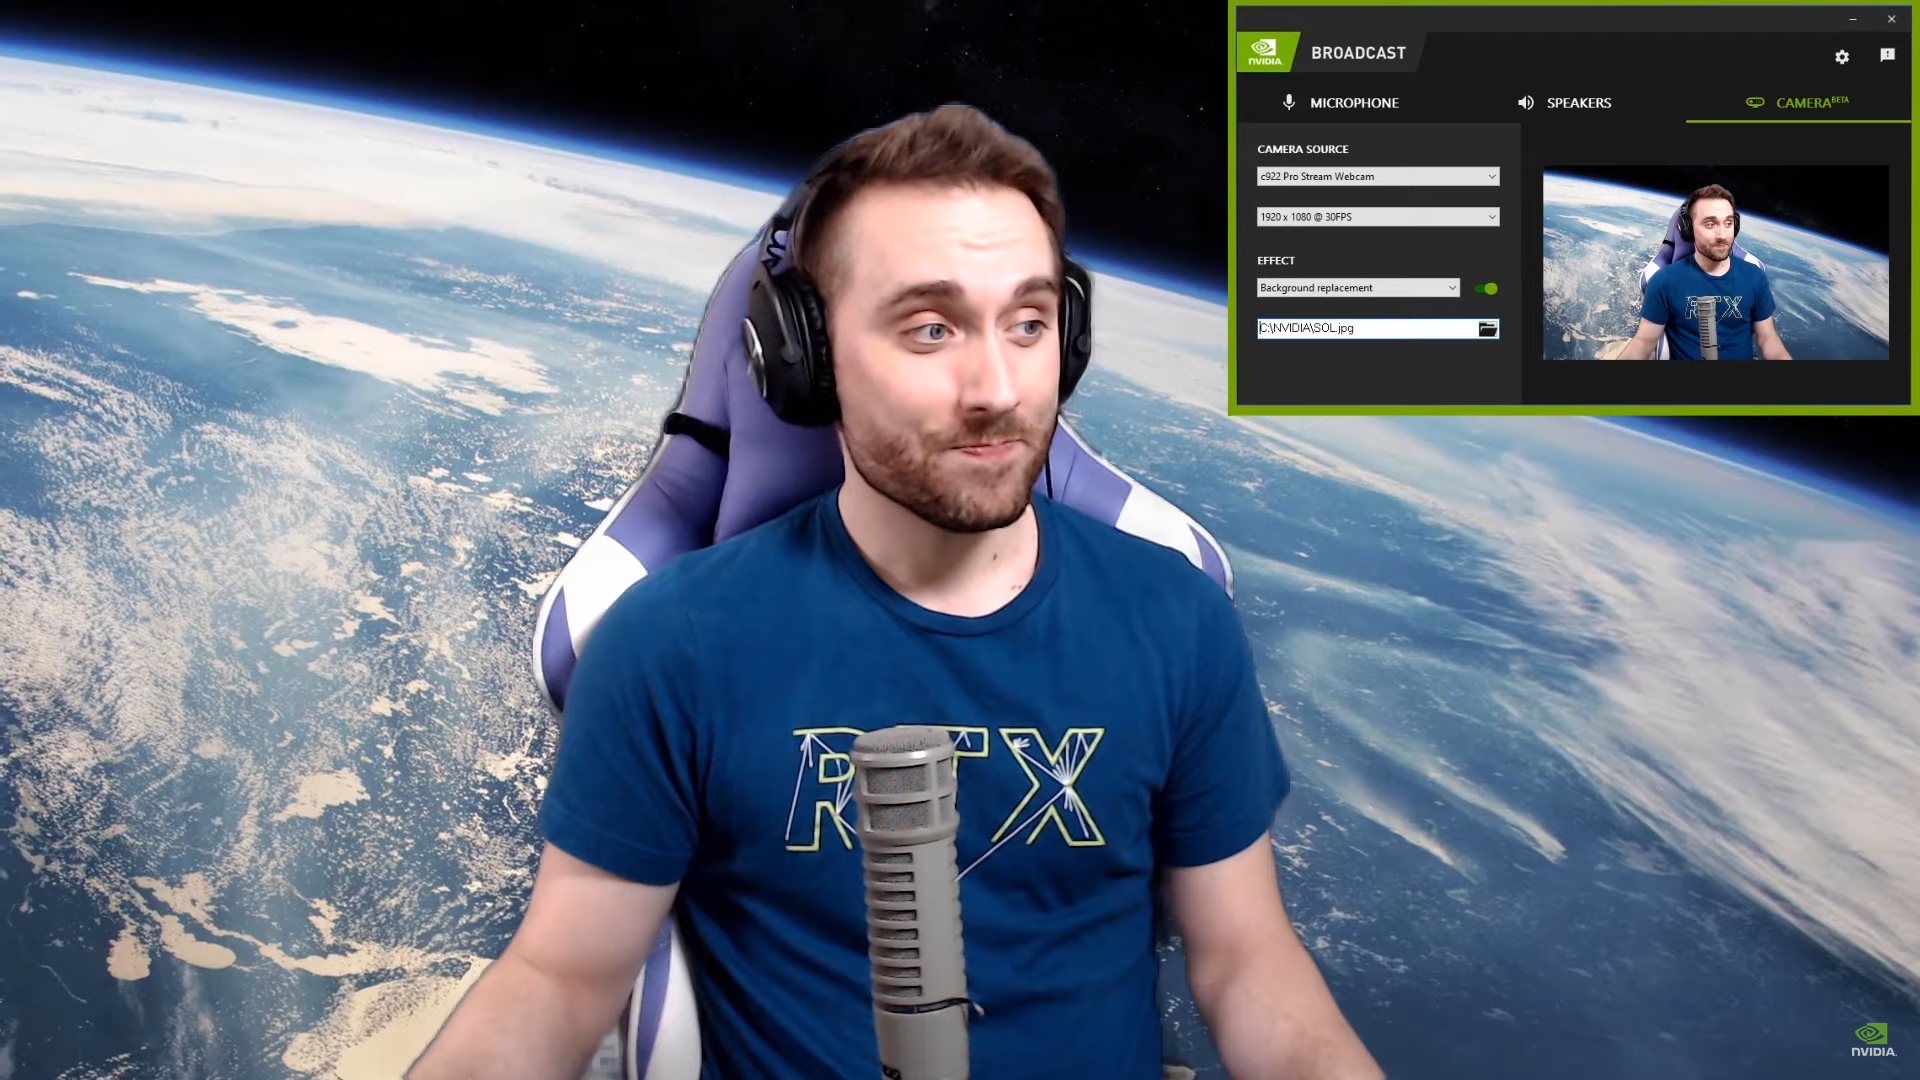 NVIDIA.
BROADCAST
MICROPHONE
SPEAKERS
CAMERA BETA
CAMERA SOURCE
c922 Pro Stream Webcam
1920 x 1080 @ 30FPS
EFFECT
Background replacement
C:\NVIDIA\SOL.jpg
RTX
RTX
NVIDIA.